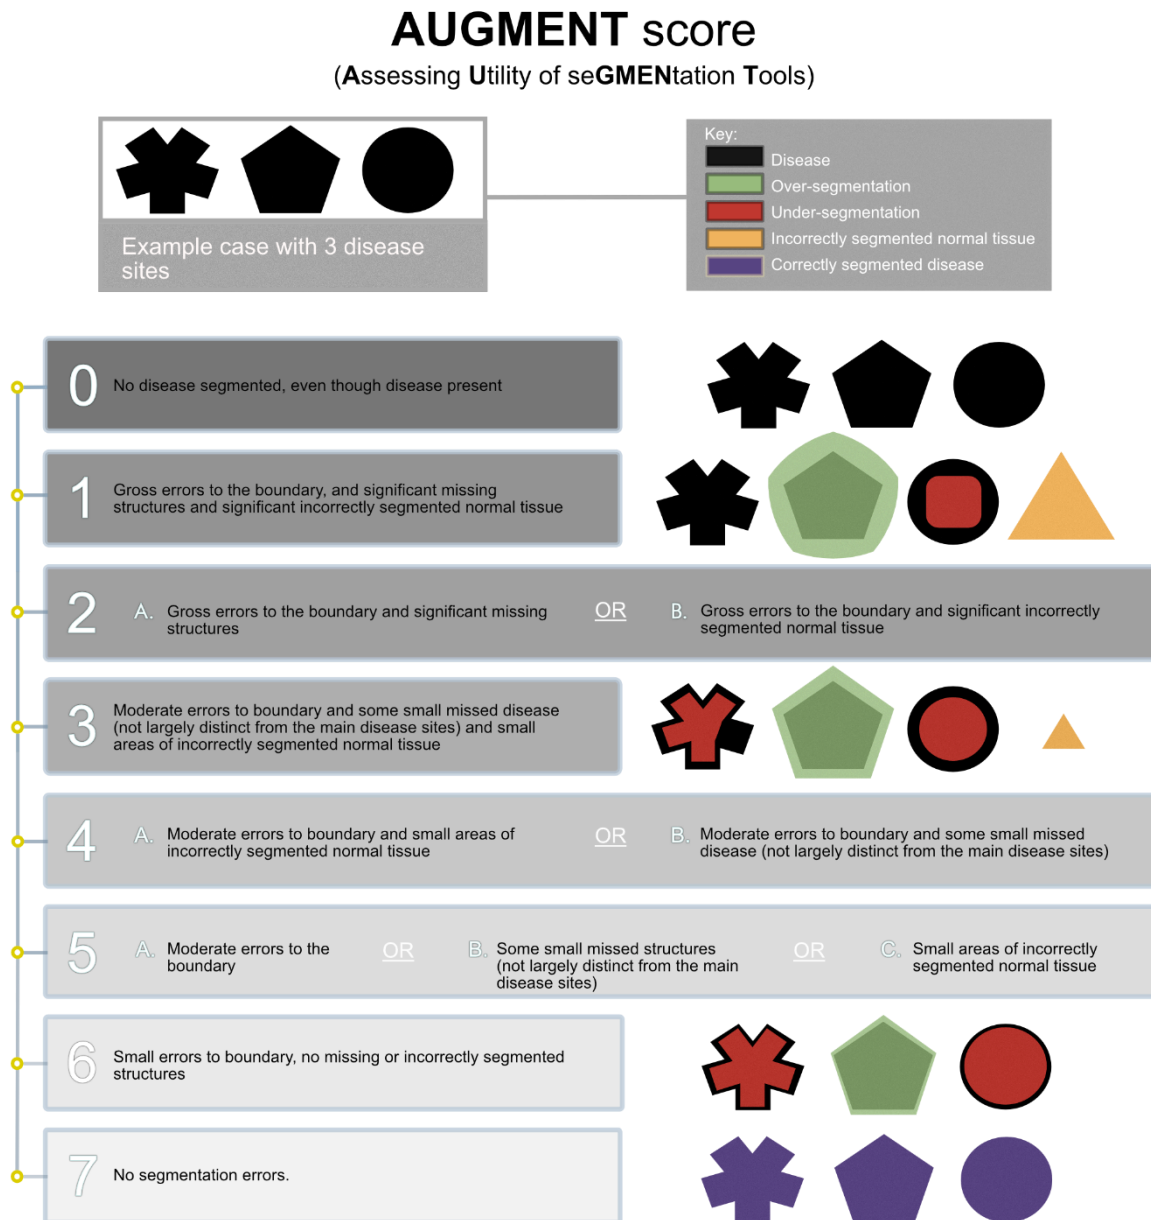 AUGMENT score
(Assessing Utility of seGMENtation Tools)
Example case with 3 disease
sites
Key:
Disease
Over-segmentation
Under-segmentation
Incorrectly segmented normal tissue
Correctly segmented disease
0
No disease segmented, even though disease present
1
Gross errors to the boundary, and significant missing
structures and significant incorrectly segmented normal tissue
2
A. Gross errors to the boundary and significant missing
structures
OR
B. Gross errors to the boundary and significant incorrectly
segmented normal tissue
3
Moderate errors to boundary and some small missed disease
(not largely distinct from the main disease sites) and small
areas of incorrectly segmented normal tissue
4
A. Moderate errors to boundary and small areas of
incorrectly segmented normal tissue
OR
B. Moderate errors to boundary and some small missed
disease (not largely distinct from the main disease sites)
5
A. Moderate errors to the
boundary
OR
B. Some small missed structures
(not largely distinct from the main
disease sites)
OR
C. Small areas of incorrectly
segmented normal tissue
6
Small errors to boundary, no missing or incorrectly segmented
structures
7
No segmentation errors.